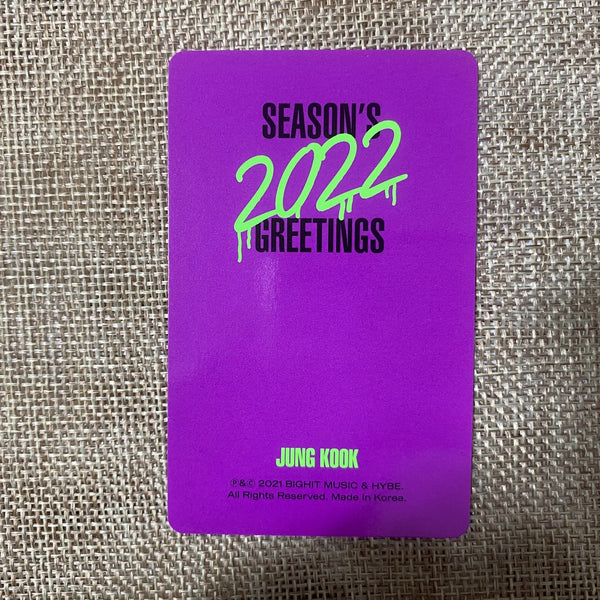 SEASON'S
2022
GREETINGS
JUNG KOOK
℗&© 2021 BIGHIT MUSIC & HYBE.
All Rights Reserved. Made in Korea.